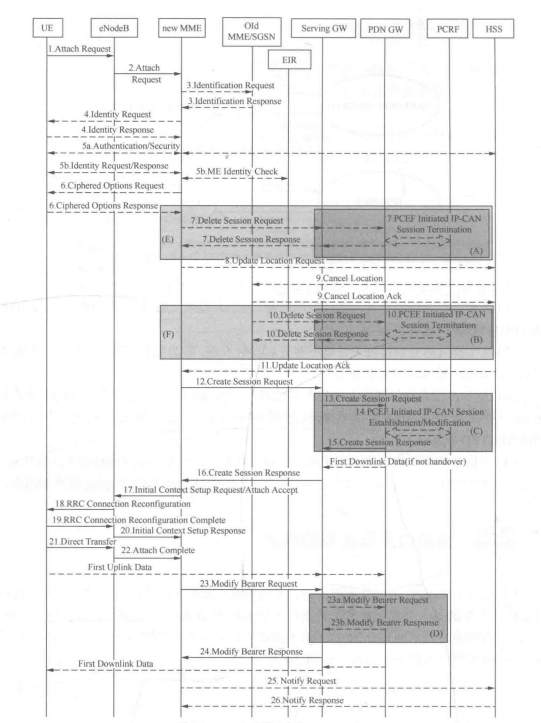 UE
eNodeB
new MME
Old
MME/SGSN
Serving GW
PDN GW
PCRF
HSS
EIR
1.Attach Request
2.Attach
Request
3.Identification Request
3.Identification Response
4.Identity Request
4.Identity Response
5a.Authentication/Security
5b.Identity Request/Response
5b.ME Identity Check
6.Ciphered Options Request
6.Ciphered Options Response
7.Delete Session Request
7.PCEF Initiated IP-CAN
Session Termination
(E)
7.Delete Session Response
(A)
8.Update Location Request
9.Cancel Location
9.Cancel Location Ack
10.Delete Session Request
10.PCEF Initiated IP-CAN
Session Termination
(F)
10.Delete Session Response
(B)
11.Update Location Ack
12.Create Session Request
13.Create Session Request
14.PCEF Initiated IP-CAN Session
Establishment/Modification
(C)
15.Create Session Response
First Downlink Data(if not handover)
16.Create Session Response
17.Initial Context Setup Request/Attach Accept
18.RRC Connection Reconfiguration
19.RRC Connection Reconfiguration Complete
20.Initial Context Setup Response
21.Direct Transfer
22.Attach Complete
First Uplink Data
23.Modify Bearer Request
23a.Modify Bearer Request
23b.Modify Bearer Response
(D)
24.Modify Bearer Response
First Downlink Data
25. Notify Request
26.Notify Response